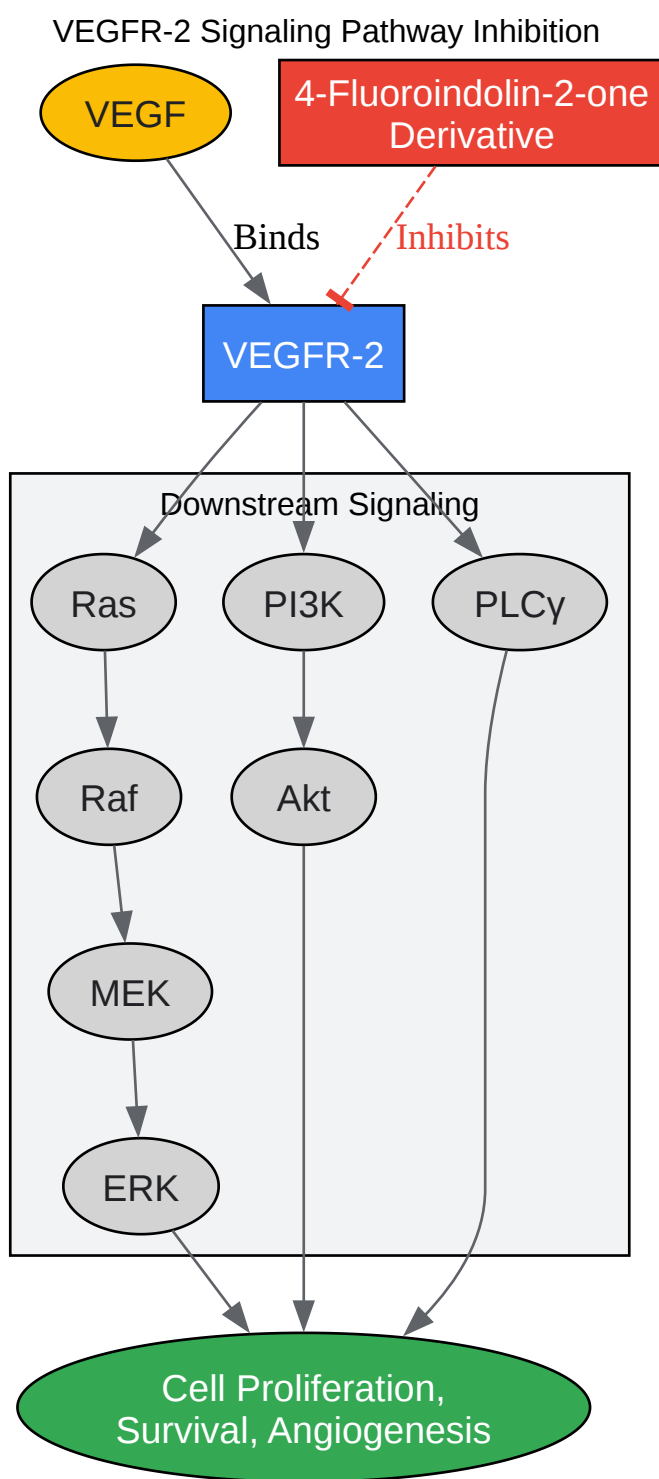 VEGFR-2 Signaling Pathway Inhibition
VEGF
4-Fluoroindolin-2-one
Derivative
Binds
Inhibits
VEGFR-2
Downstream Signaling
Ras
PI3K
PLCγ
Raf
Akt
MEK
ERK
Cell Proliferation,
Survival, Angiogenesis